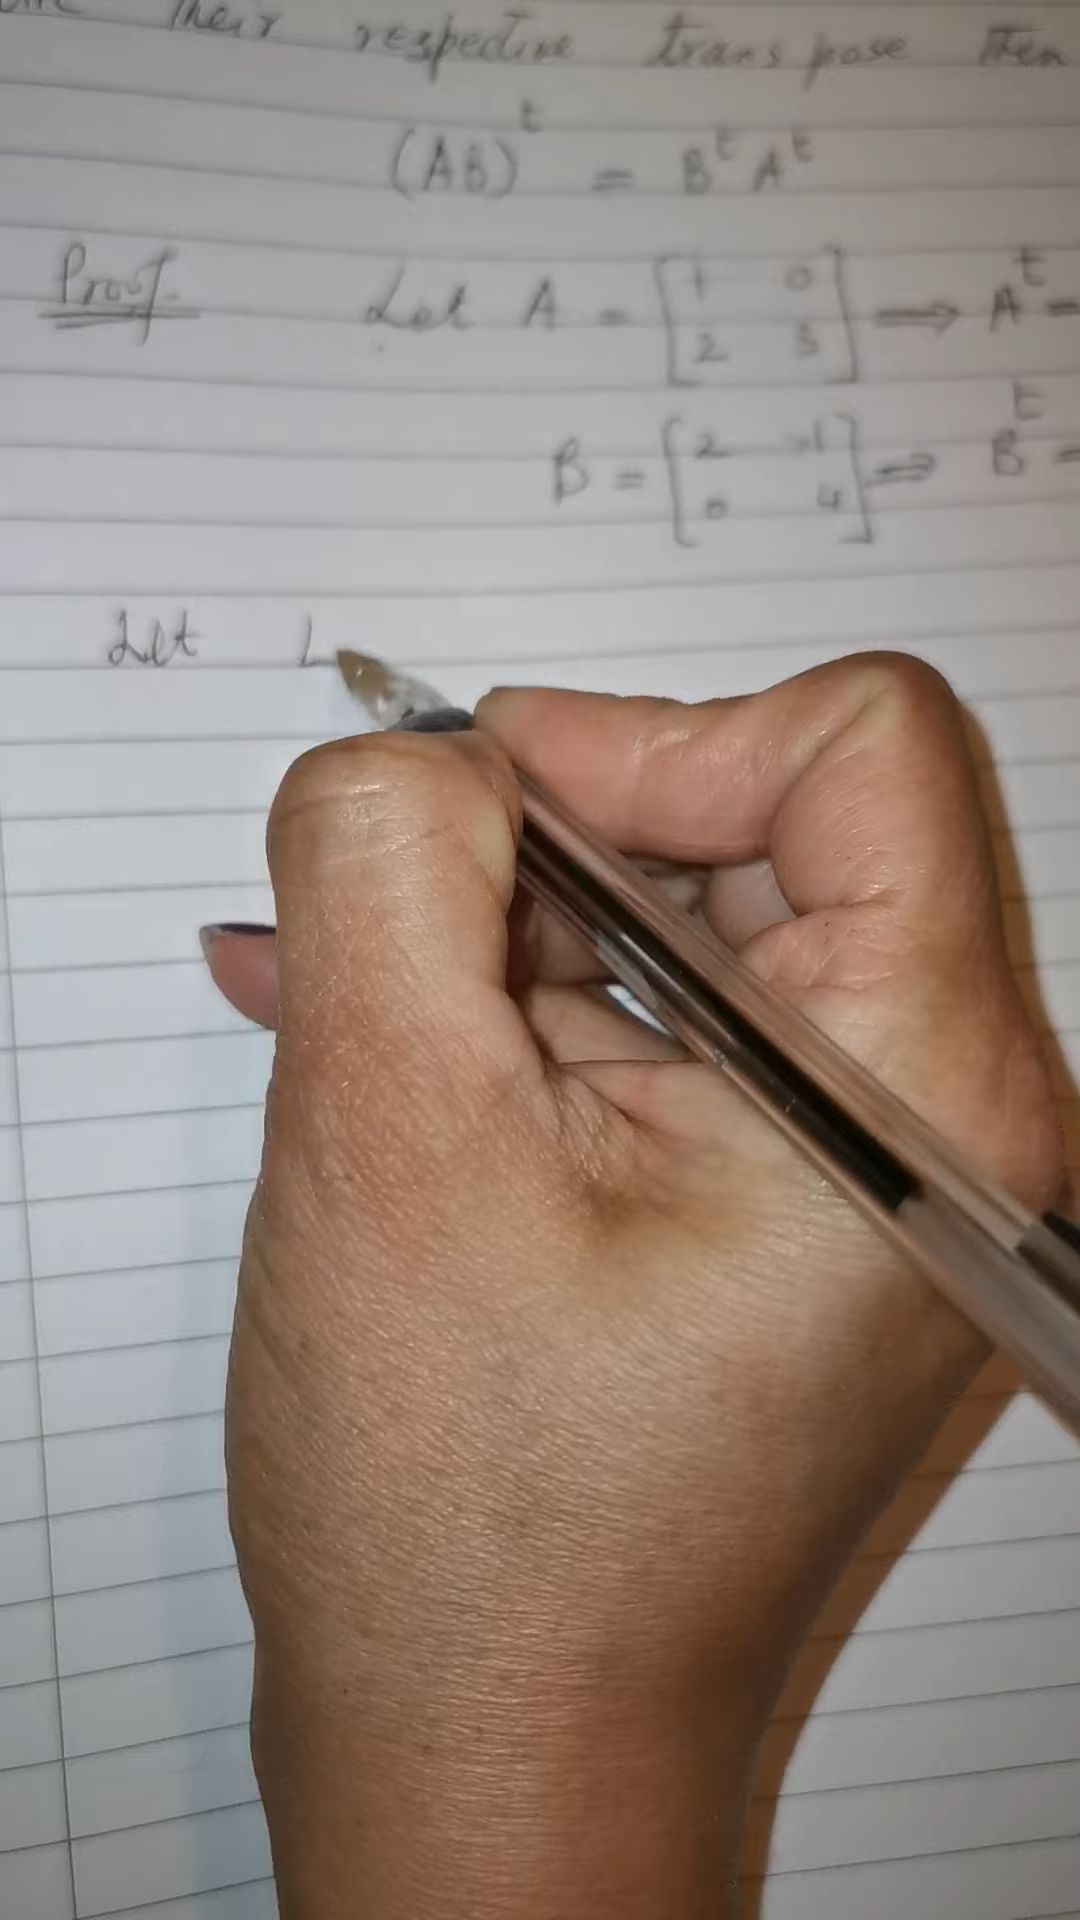 Their respective transpose Then
(AB)^t = B^t A^t
Proof Let A = [1 0; 2 3] ⟹ A^t =
B = [2 -1; 0 4] ⟹ B^t =
Let L